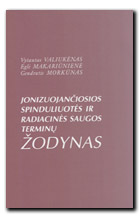 Vytautas VALIUKĖNAS
Eglė MAKARIŪNIENĖ
Gendrutis MORKŪNAS
JONIZUOJANČIOSIOS
SPINDULIUOTĖS IR
RADIACINĖS SAUGOS
TERMINŲ
ŽODYNAS